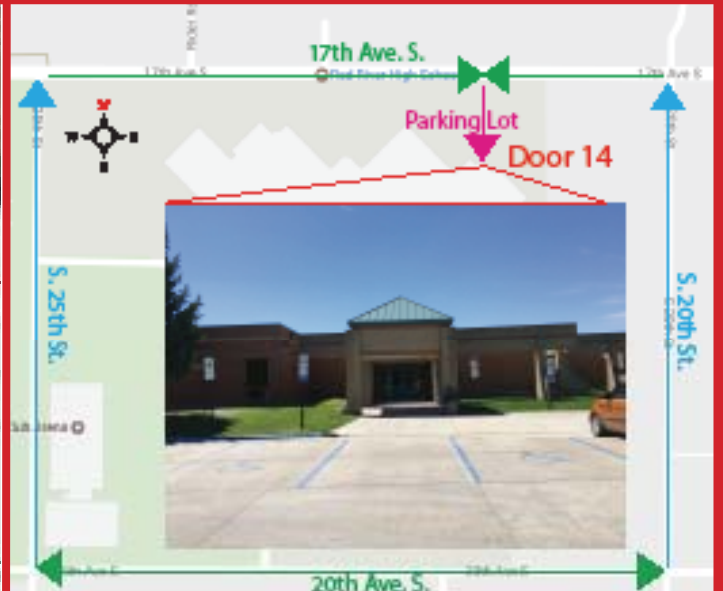 17th Ave. S.
17th Ave S
Red River High School
17th Ave S
Parking Lot
Door 14
S. 25th St.
S. 20th St.
20th Ave. S.